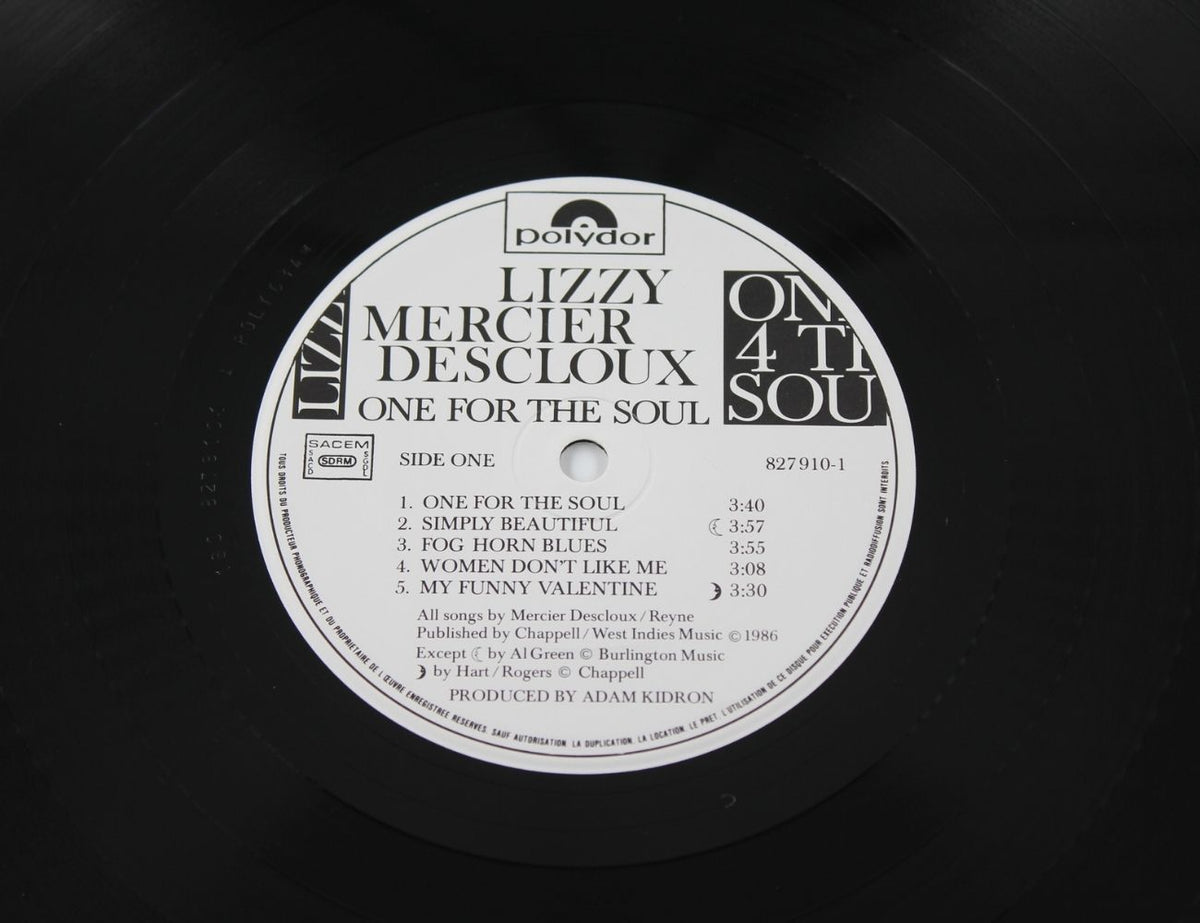 polydor
LIZZY
MERCIER
DESCLOUX
ONE FOR THE SOUL
LIZZ
ON
4 T
SOU
SACEM
SACD
SDRM
SGDL
SIDE ONE
827910-1
1. ONE FOR THE SOUL 3:40
2. SIMPLY BEAUTIFUL ☾ 3:57
3. FOG HORN BLUES 3:55
4. WOMEN DON'T LIKE ME 3:08
5. MY FUNNY VALENTINE ❩ 3:30
All songs by Mercier Descloux / Reyne
Published by Chappell / West Indies Music © 1986
Except ☾ by Al Green © Burlington Music
❩ by Hart / Rogers © Chappell
PRODUCED BY ADAM KIDRON
TOUS DROITS DU PRODUCTEUR PHONOGRAPHIQUE ET DU PROPRIETAIRE DE L'ŒUVRE ENREGISTREE RESERVES. SAUF AUTORISATION, LA DUPLICATION, LA LOCATION, LE PRET, L'UTILISATION DE CE DISQUE POUR EXECUTION PUBLIQUE ET RADIODIFFUSION SONT INTERDITS